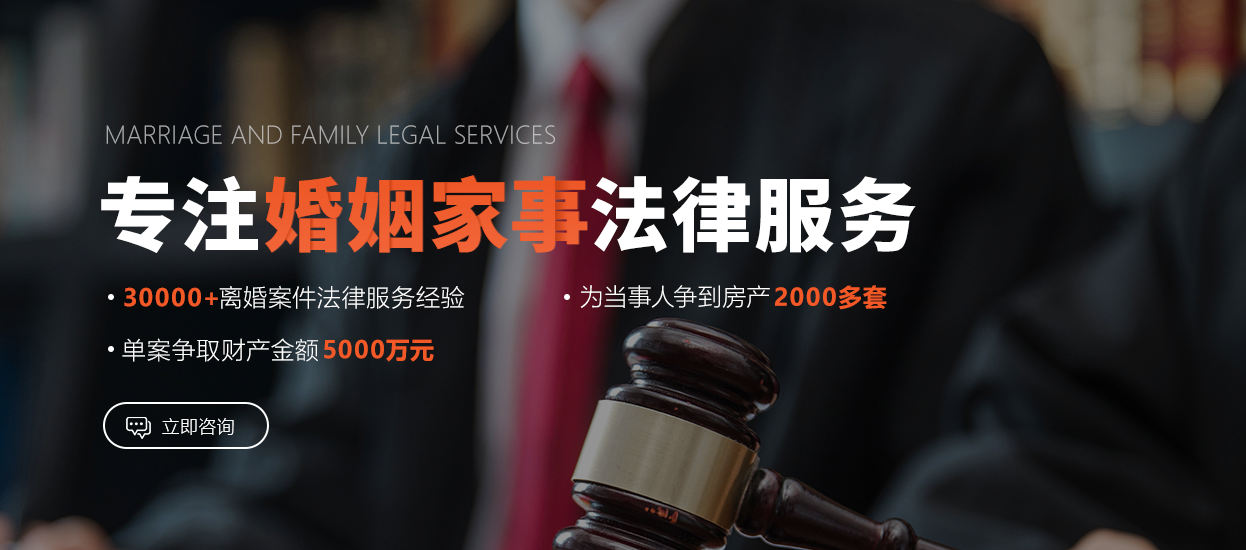 MARRIAGE AND FAMILY LEGAL SERVICES
专注婚姻家事法律服务
• 30000+离婚案件法律服务经验
• 为当事人争到房产2000多套
• 单案争取财产金额5000万元
立即咨询